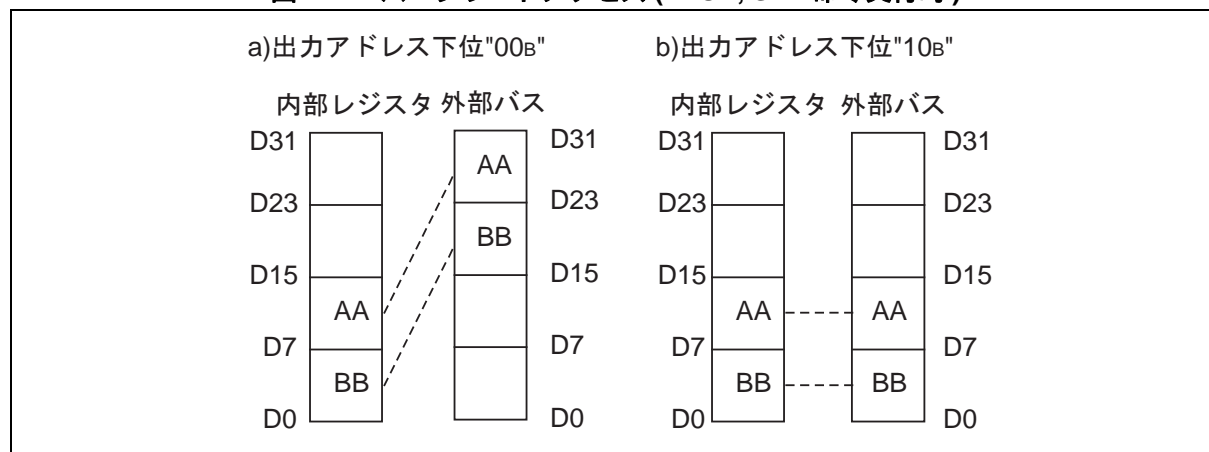 a)出力アドレス下位"00B"
b)出力アドレス下位"10B"
内部レジスタ 外部バス
内部レジスタ 外部バス
D31 D31 D31 D31
AA
D23 D23 D23 D23
BB
D15 D15 D15 D15
AA AA AA
D7 D7 D7 D7
BB BB BB
D0 D0 D0 D0